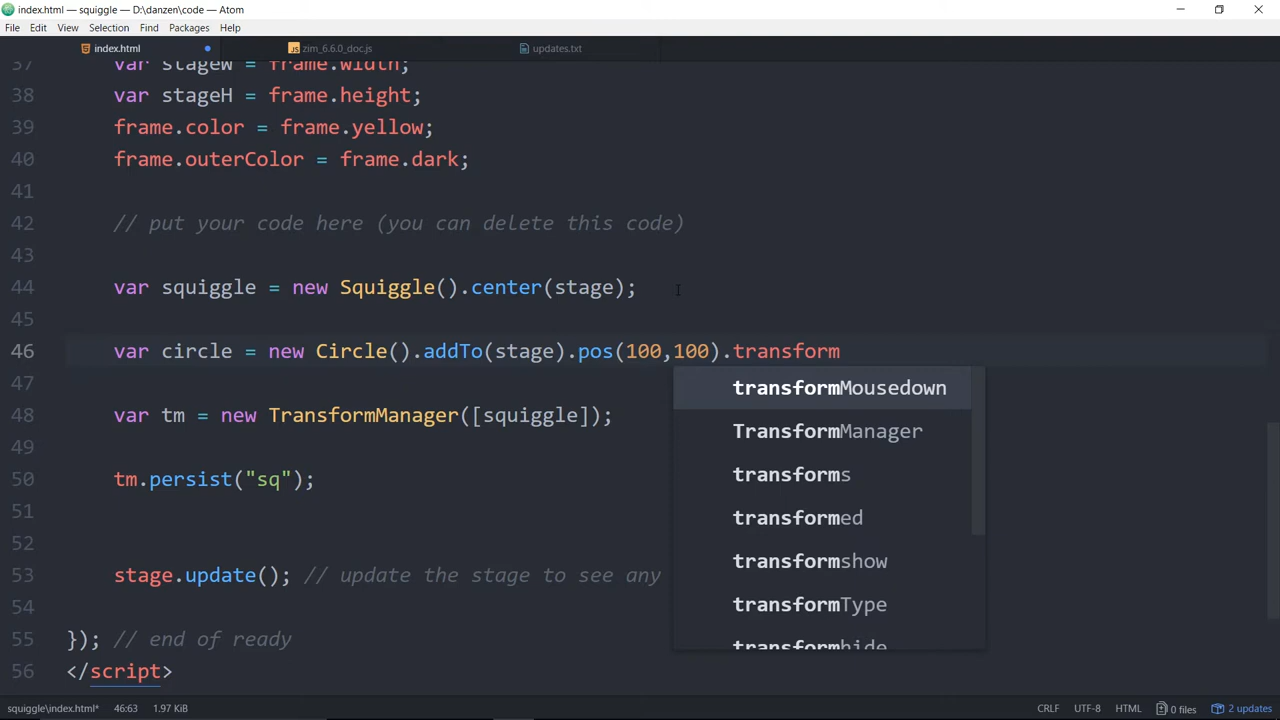 index.html — squiggle — D:\danzen\code — Atom
File Edit View Selection Find Packages Help
index.html zim_6.6.0_doc.js updates.txt
37 var stageW = frame.width;
38 var stageH = frame.height;
39 frame.color = frame.yellow;
40 frame.outerColor = frame.dark;
41
42 // put your code here (you can delete this code)
43
44 var squiggle = new Squiggle().center(stage);
45
46 var circle = new Circle().addTo(stage).pos(100,100).transform
transformMousedown
47
48 var tm = new TransformManager([squiggle]);
TransformManager
49
transforms
50 tm.persist("sq");
51
transformed
52
transformshow
53 stage.update(); // update the stage to see any
transformType
54
55 }); // end of ready
transformhide
56 </script>
squiggle\index.html* 46:63 1.97 KiB CRLF UTF-8 HTML 0 files 2 updates